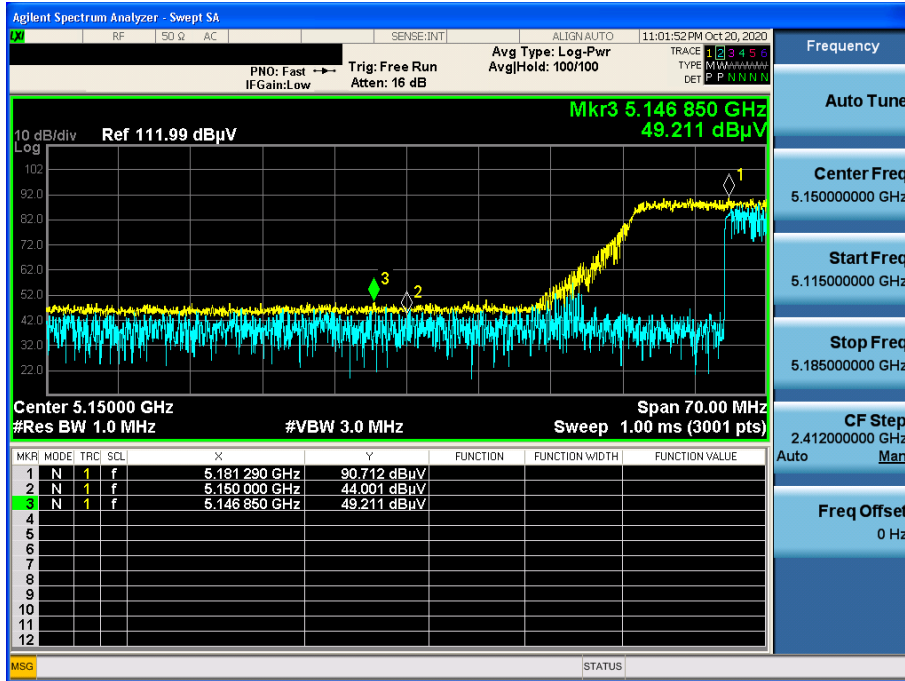 Agilent Spectrum Analyzer - Swept SA
LXI RF 50 Ω AC SENSE:INT ALIGN AUTO 11:01:52 PM Oct 20, 2020
PNO: Fast
IFGain:Low
Trig: Free Run
Atten: 16 dB
Avg Type: Log-Pwr
Avg|Hold: 100/100
TRACE 1 2 3 4 5 6
TYPE M W
DET P P N N N N
Mkr3 5.146 850 GHz
49.211 dBµV
10 dB/div Ref 111.99 dBµV
Log
102
92.0
82.0
72.0
62.0
52.0
42.0
32.0
22.0
1
2
3
Center 5.15000 GHz Span 70.00 MHz
#Res BW 1.0 MHz #VBW 3.0 MHz Sweep 1.00 ms (3001 pts)
MKR MODE TRC SCL X Y FUNCTION FUNCTION WIDTH FUNCTION VALUE
1 N 1 f 5.181 290 GHz 90.712 dBµV
2 N 1 f 5.150 000 GHz 44.001 dBµV
3 N 1 f 5.146 850 GHz 49.211 dBµV
4
5
6
7
8
9
10
11
12
MSG STATUS
Frequency
Auto Tune
Center Freq
5.150000000 GHz
Start Freq
5.115000000 GHz
Stop Freq
5.185000000 GHz
CF Step
2.412000000 GHz
Auto Man
Freq Offset
0 Hz